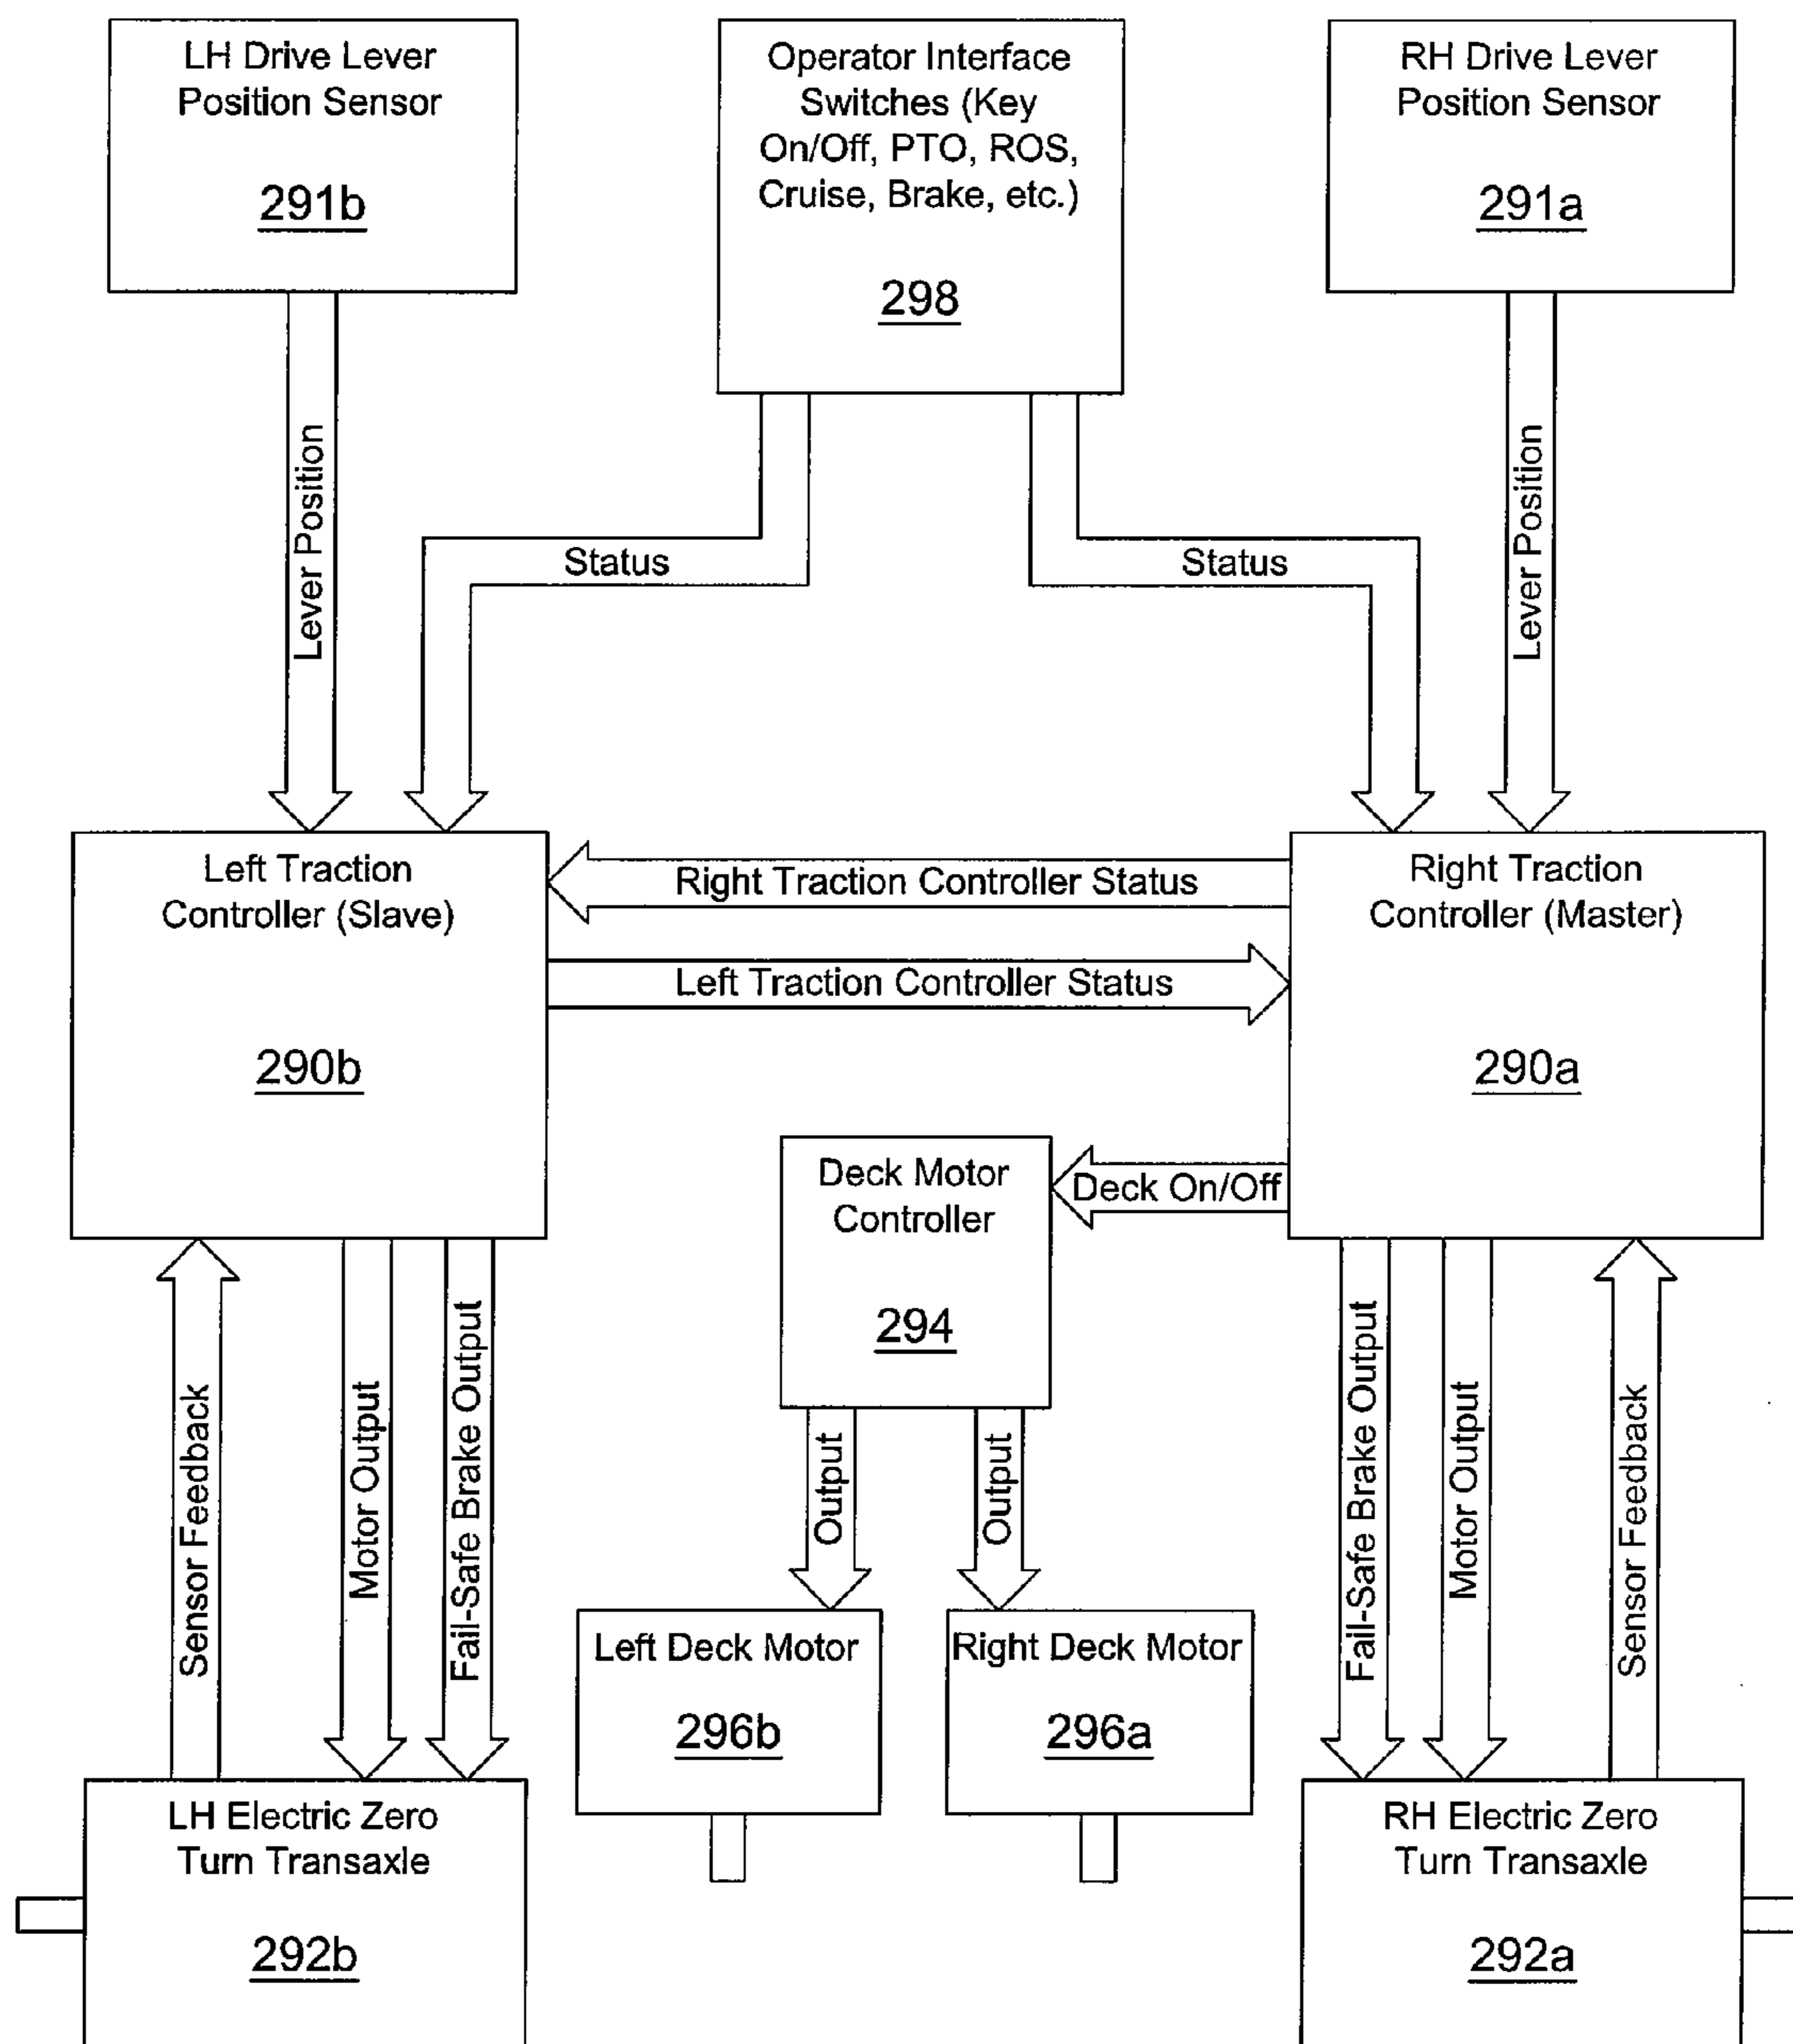 LH Drive Lever
Position Sensor
291b
Operator Interface
Switches (Key
On/Off, PTO, ROS,
Cruise, Brake, etc.)
298
RH Drive Lever
Position Sensor
291a
Lever Position
Status
Status
Lever Position
Left Traction
Controller (Slave)
290b
Right Traction Controller Status
Left Traction Controller Status
Right Traction
Controller (Master)
290a
Deck Motor
Controller
294
Deck On/Off
Sensor Feedback
Motor Output
Fail-Safe Brake Output
Output
Output
Fail-Safe Brake Output
Motor Output
Sensor Feedback
Left Deck Motor
296b
Right Deck Motor
296a
LH Electric Zero
Turn Transaxle
292b
RH Electric Zero
Turn Transaxle
292a